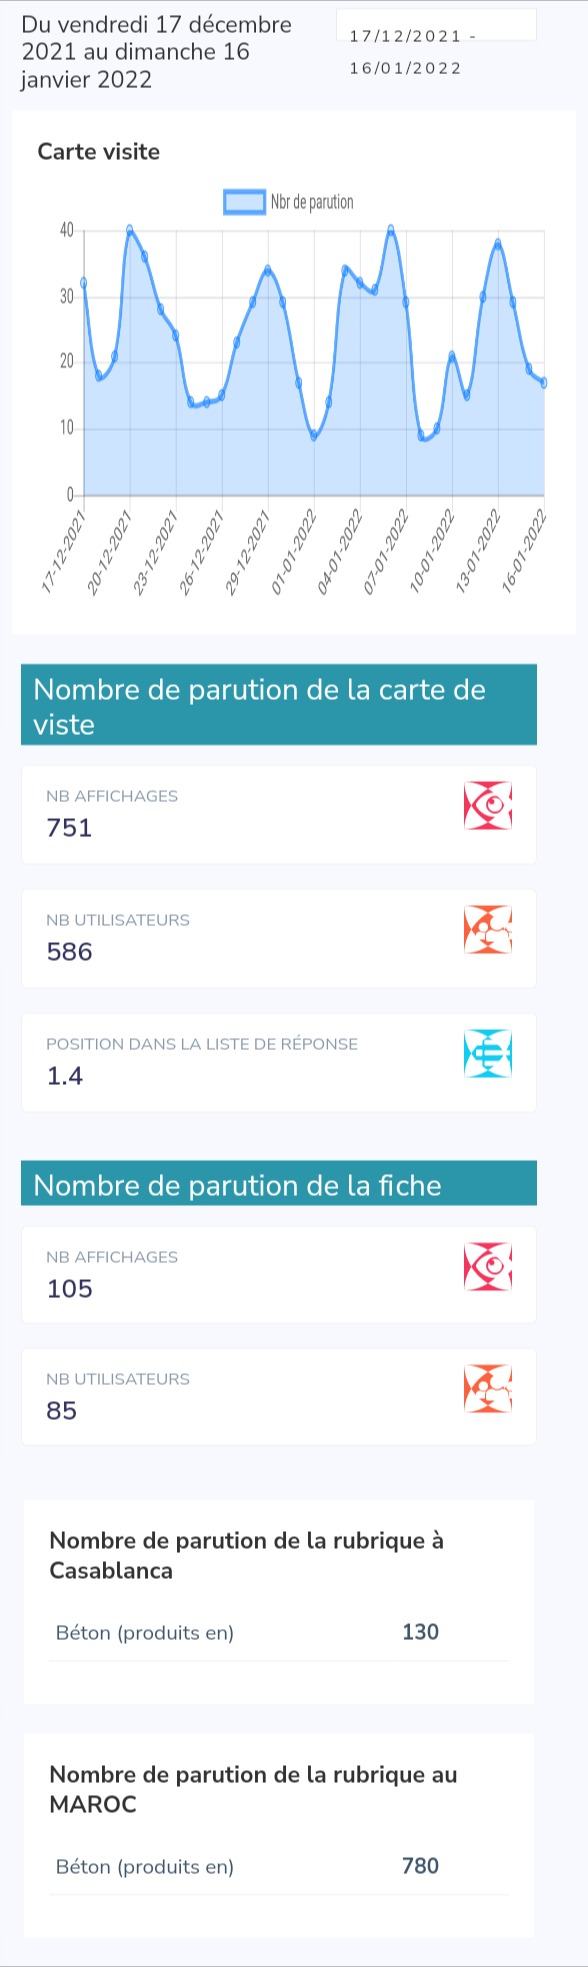 Du vendredi 17 décembre
2021 au dimanche 16
janvier 2022
17/12/2021 -
16/01/2022
Carte visite
Nbr de parution
40
30
20
10
0
17-12-2021
20-12-2021
23-12-2021
26-12-2021
29-12-2021
01-01-2022
04-01-2022
07-01-2022
10-01-2022
13-01-2022
16-01-2022
Nombre de parution de la carte de
viste
NB AFFICHAGES
751
NB UTILISATEURS
586
POSITION DANS LA LISTE DE RÉPONSE
1.4
Nombre de parution de la fiche
NB AFFICHAGES
105
NB UTILISATEURS
85
Nombre de parution de la rubrique à
Casablanca
Béton (produits en) 130
Nombre de parution de la rubrique au
MAROC
Béton (produits en) 780